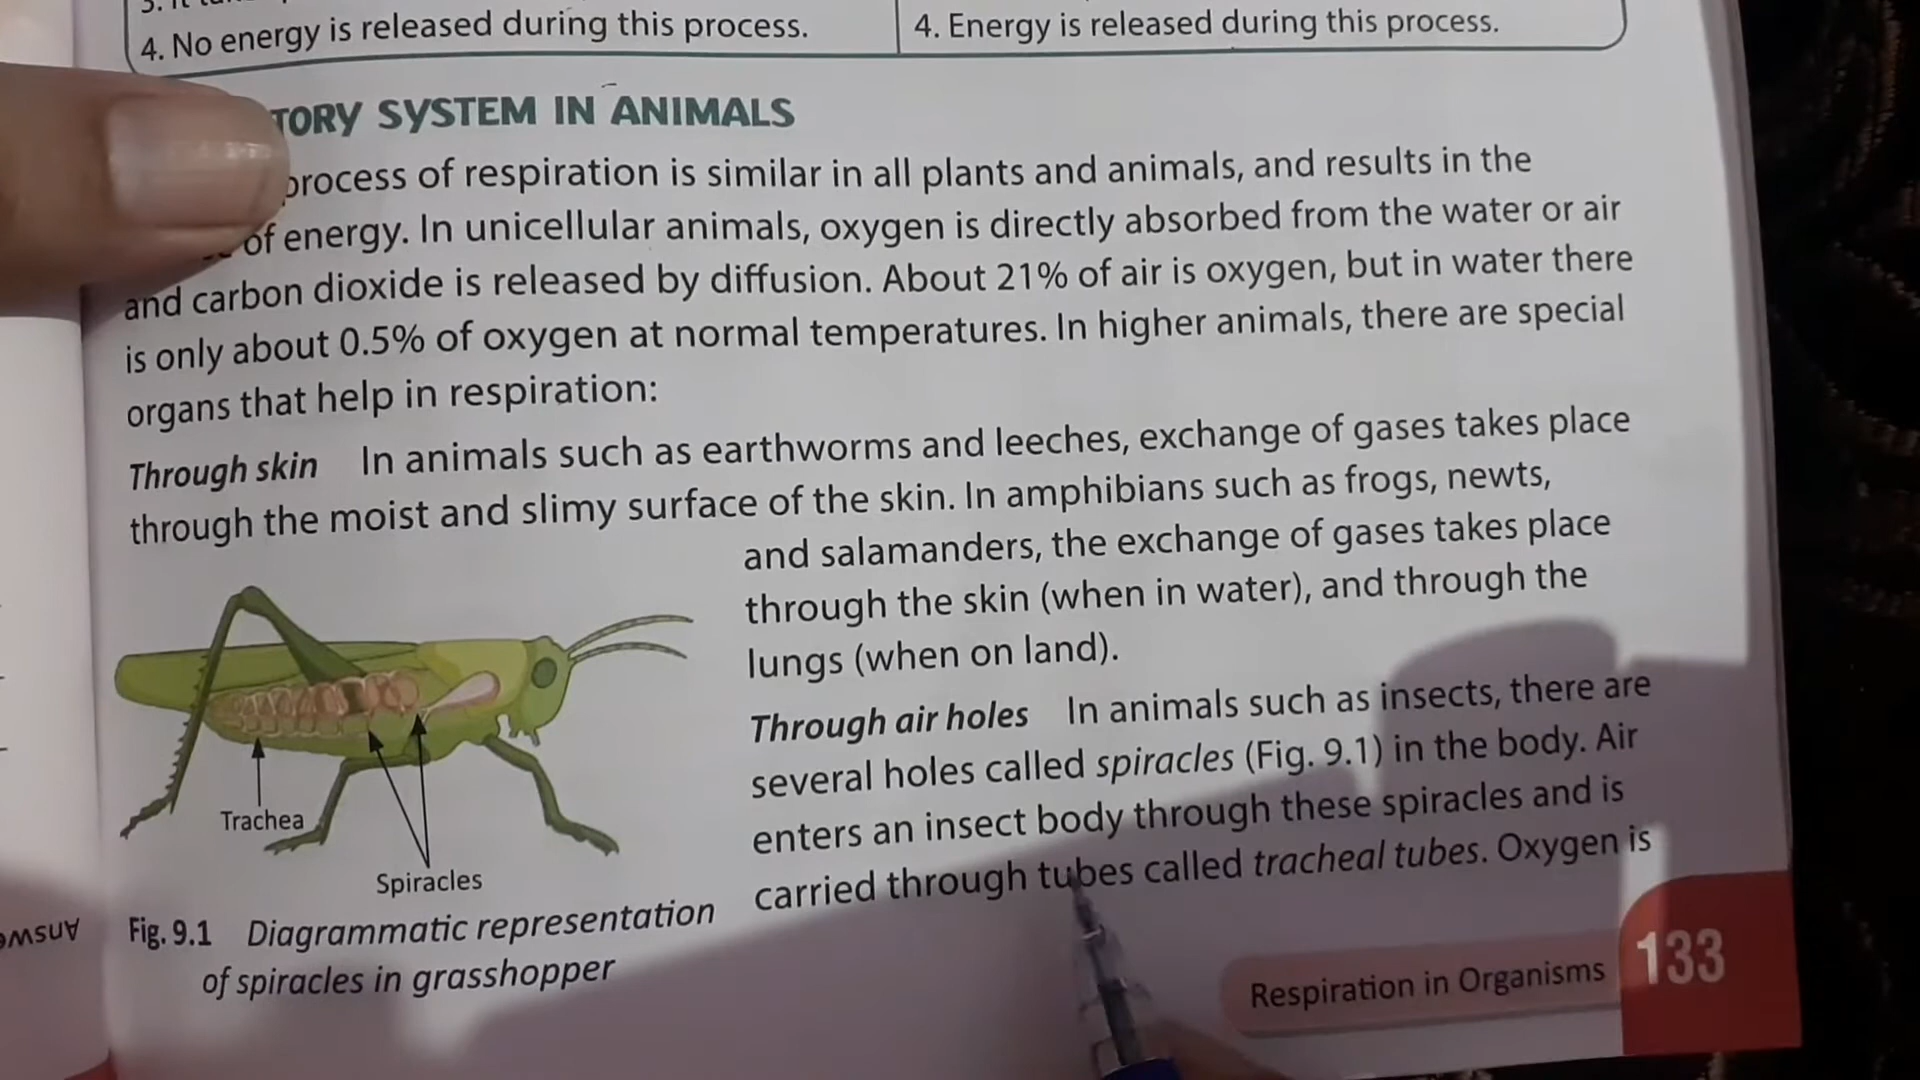 4. No energy is released during this process.
4. Energy is released during this process.
TORY SYSTEM IN ANIMALS
process of respiration is similar in all plants and animals, and results in the
of energy. In unicellular animals, oxygen is directly absorbed from the water or air
and carbon dioxide is released by diffusion. About 21% of air is oxygen, but in water there
is only about 0.5% of oxygen at normal temperatures. In higher animals, there are special
organs that help in respiration:
Through skin In animals such as earthworms and leeches, exchange of gases takes place
through the moist and slimy surface of the skin. In amphibians such as frogs, newts,
and salamanders, the exchange of gases takes place
through the skin (when in water), and through the
lungs (when on land).
Through air holes In animals such as insects, there are
several holes called spiracles (Fig. 9.1) in the body. Air
enters an insect body through these spiracles and is
carried through tubes called tracheal tubes. Oxygen is
Trachea
Spiracles
Fig. 9.1 Diagrammatic representation
of spiracles in grasshopper
Respiration in Organisms 133